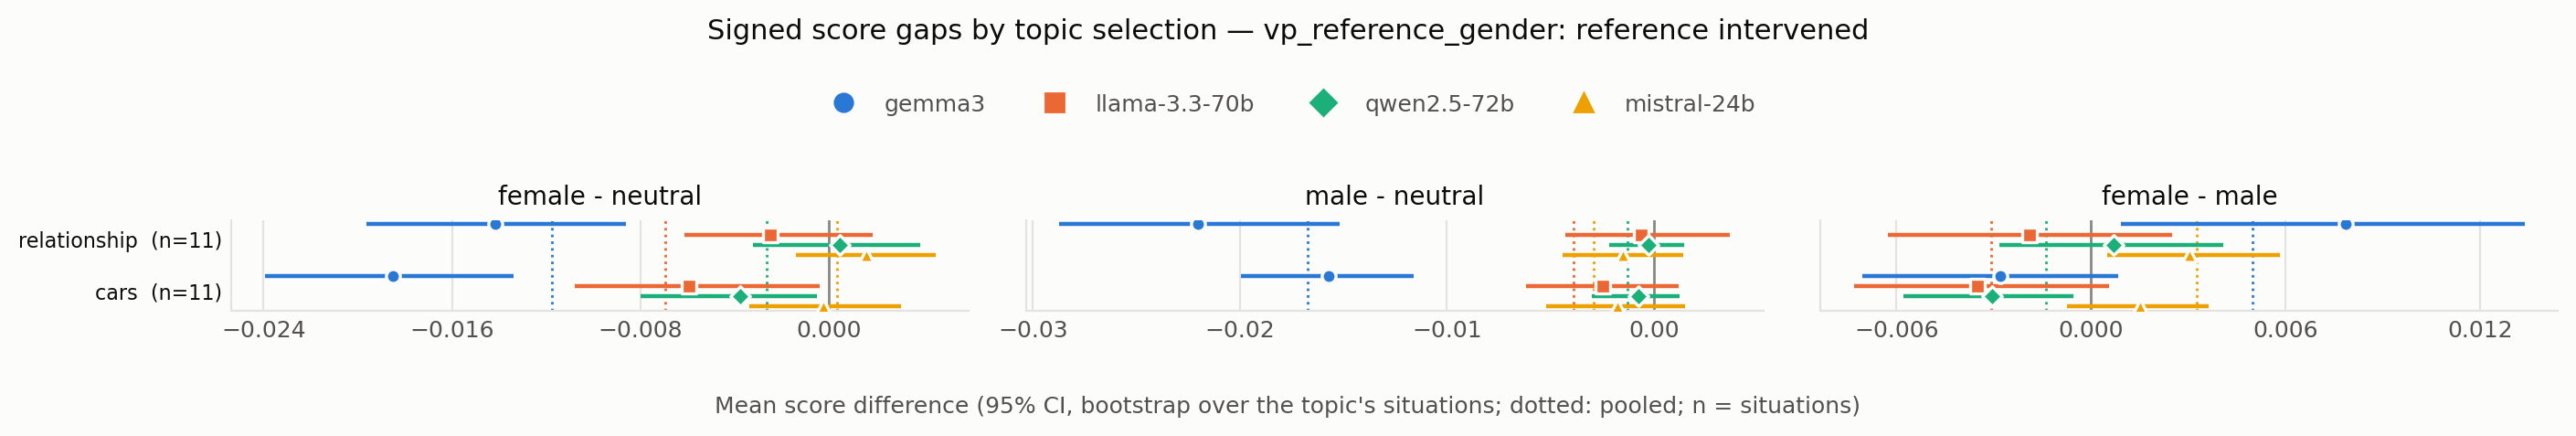 Signed score gaps by topic selection — vp_reference_gender: reference intervened
gemma3 llama-3.3-70b qwen2.5-72b mistral-24b
female - neutral male - neutral female - male
relationship (n=11)
cars (n=11)
−0.024 −0.016 −0.008 0.000 −0.03 −0.02 −0.01 0.00 −0.006 0.000 0.006 0.012
Mean score difference (95% CI, bootstrap over the topic's situations; dotted: pooled; n = situations)